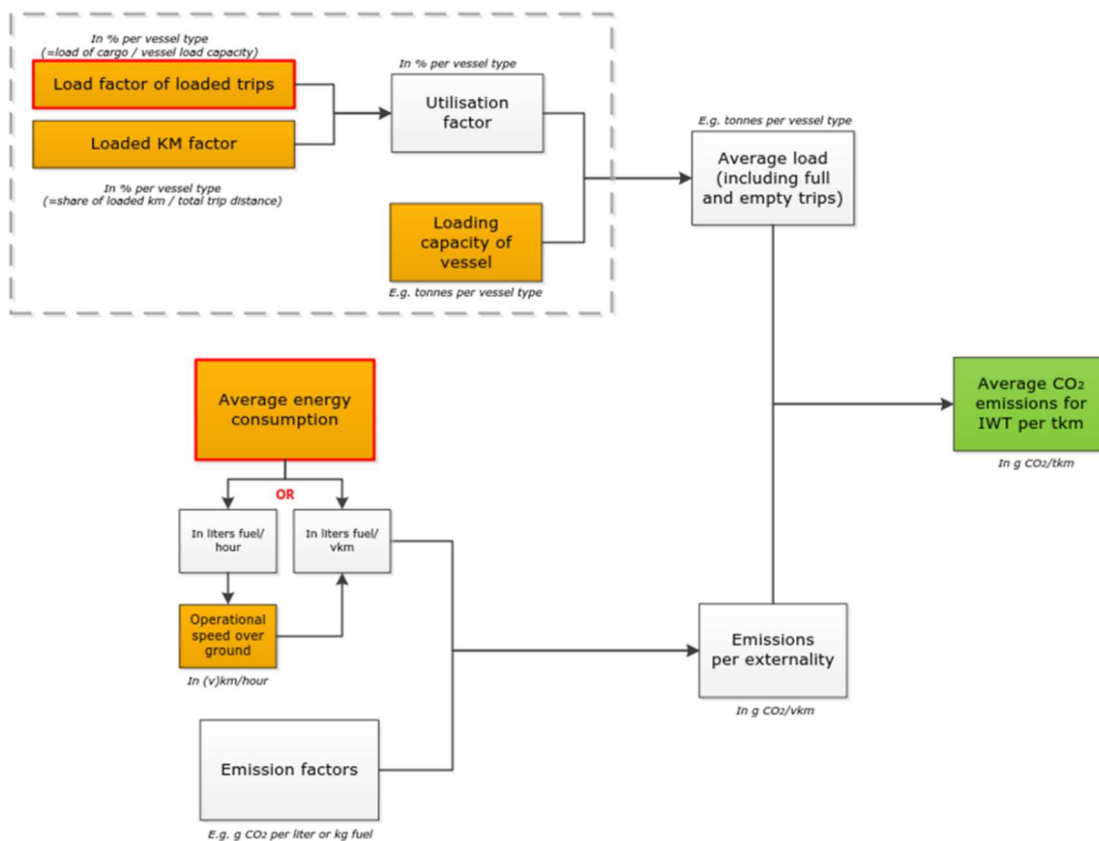 In % per vessel type
(=load of cargo / vessel load capacity)
Load factor of loaded trips
Loaded KM factor
In % per vessel type
(=share of loaded km / total trip distance)
In % per vessel type
Utilisation
factor
Loading
capacity of
vessel
E.g. tonnes per vessel type
E.g. tonnes per vessel type
Average load
(including full
and empty trips)
Average energy
consumption
OR
In liters fuel/
hour
In liters fuel/
vkm
Operational
speed over
ground
In (v)km/hour
Emission factors
E.g. g CO₂ per liter or kg fuel
Emissions
per externality
In g CO₂/vkm
Average CO₂
emissions for
IWT per tkm
In g CO₂/tkm